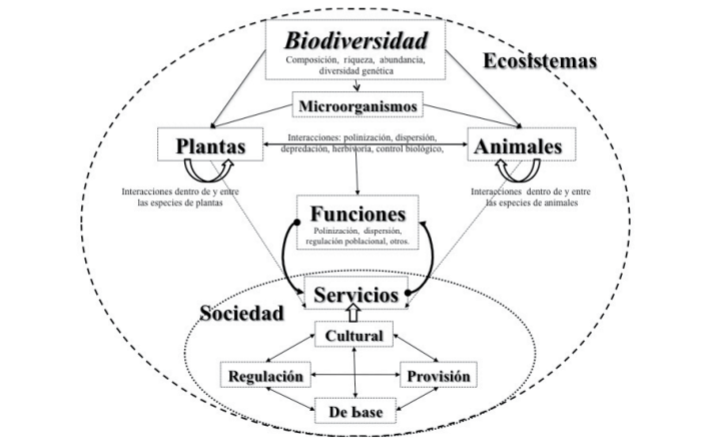 Biodiversidad
Composición, riqueza, abundancia,
diversidad genética
Ecosistemas
Microorganismos
Plantas
Interacciones: polinización, dispersión,
depredación, herbivoría, control biológico,
Animales
Interacciones dentro de y entre
las especies de plantas
Interacciones dentro de y entre
las especies de animales
Funciones
Polinización, dispersión,
regulación poblacional, otros.
Servicios
Sociedad
Cultural
Regulación
Provisión
De base